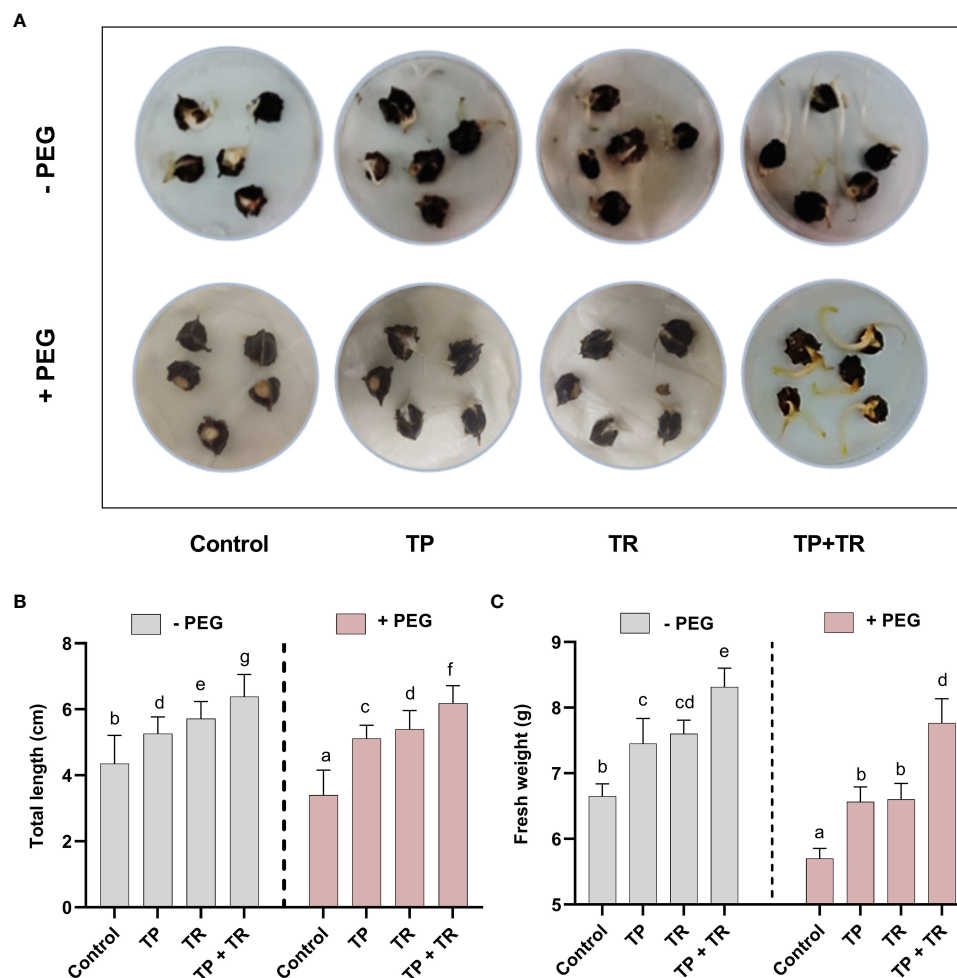 A
- PEG
+ PEG
Control TP TR TP+TR
B
- PEG + PEG
Total length (cm)
8
6
4
2
0
b d e g a c d f
Control TP TR TP + TR Control TP TR TP + TR
C
- PEG + PEG
Fresh weight (g)
9
8
7
6
5
b c cd e a b b d
Control TP TR TP + TR Control TP TR TP + TR